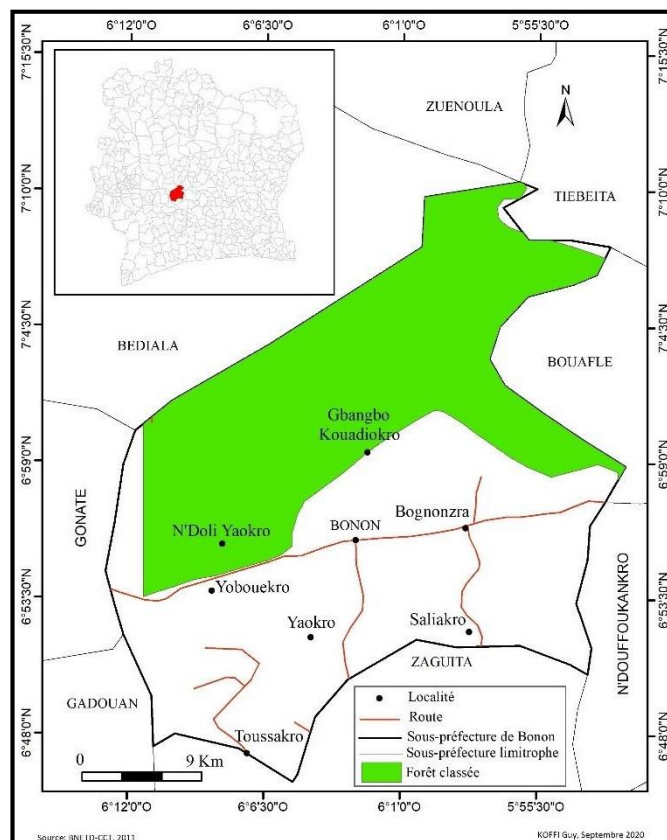 6°12'0"O 6°6'30"O 6°1'0"O 5°55'30"O
7°15'30"N
7°15'30"N
N
ZUENOULA
7°10'0"N
7°10'0"N
TIEBEITA
7°4'30"N
7°4'30"N
BEDIALA
BOUAFLE
Gbangbo
Kouadiokro
6°59'0"N
6°59'0"N
GONATE
N'Doli Yaokro
BONON
Bognonzra
Yobouekro
6°53'30"N
6°53'30"N
Yaokro
Saliakro
ZAGUITA
N'DOUFFOUKANKRO
GADOUAN
Toussakro
6°48'0"N
6°48'0"N
0 9 Km
Localité
Route
Sous-préfecture de Bonon
Sous-préfecture limitrophe
Forêt classée
6°12'0"O 6°6'30"O 6°1'0"O 5°55'30"O
Source: BNETD-CCT, 2011
KOFFI Guy, Septembre 2020